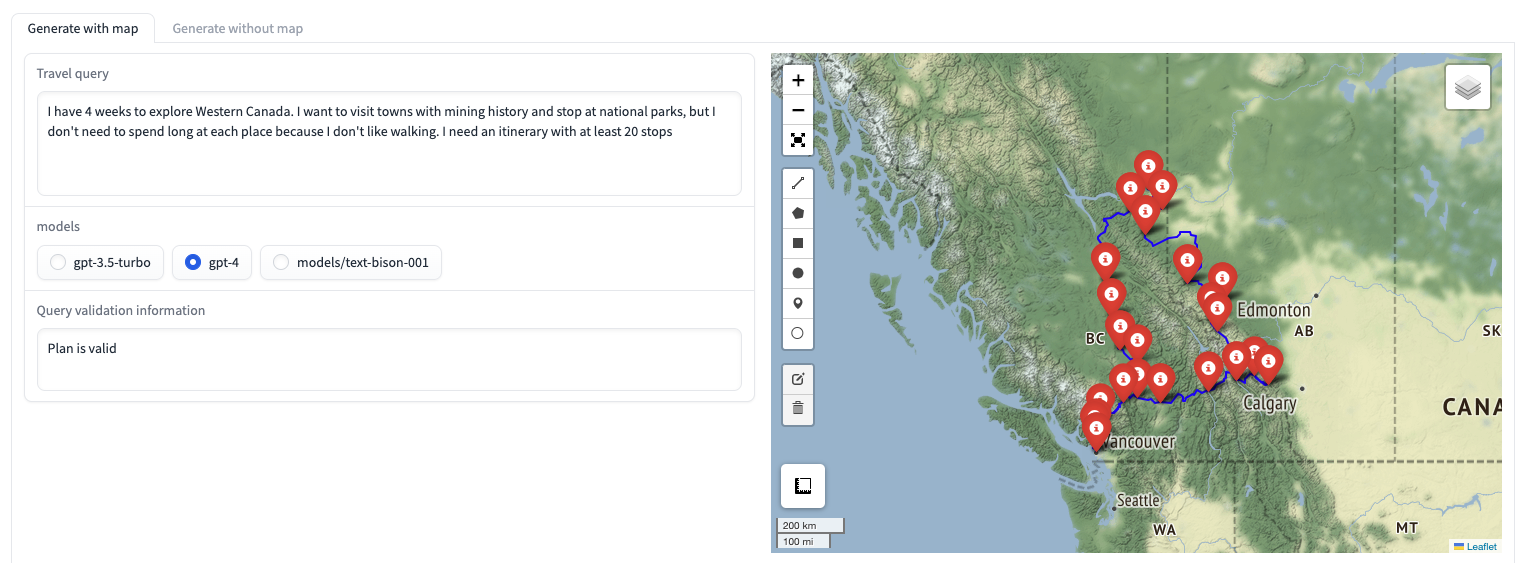 Generate with map
Generate without map
Travel query
I have 4 weeks to explore Western Canada. I want to visit towns with mining history and stop at national parks, but I
don't need to spend long at each place because I don't like walking. I need an itinerary with at least 20 stops
models
gpt-3.5-turbo
gpt-4
models/text-bison-001
Query validation information
Plan is valid
+
−
Edmonton
AB
SK
BC
Calgary
CANA
Vancouver
Seattle
WA
MT
200 km
100 mi
Leaflet